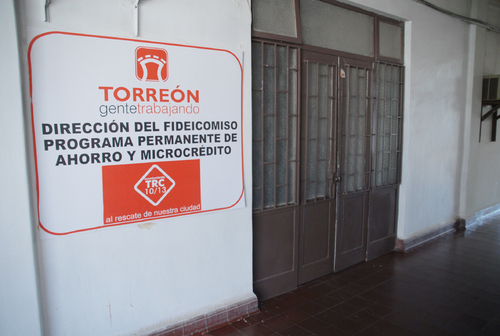 TORREÓN
gentetrabajando
DIRECCIÓN DEL FIDEICOMISO
PROGRAMA PERMANENTE DE
AHORRO Y MICROCRÉDITO
TRC
10/13
al rescate de nuestra ciudad